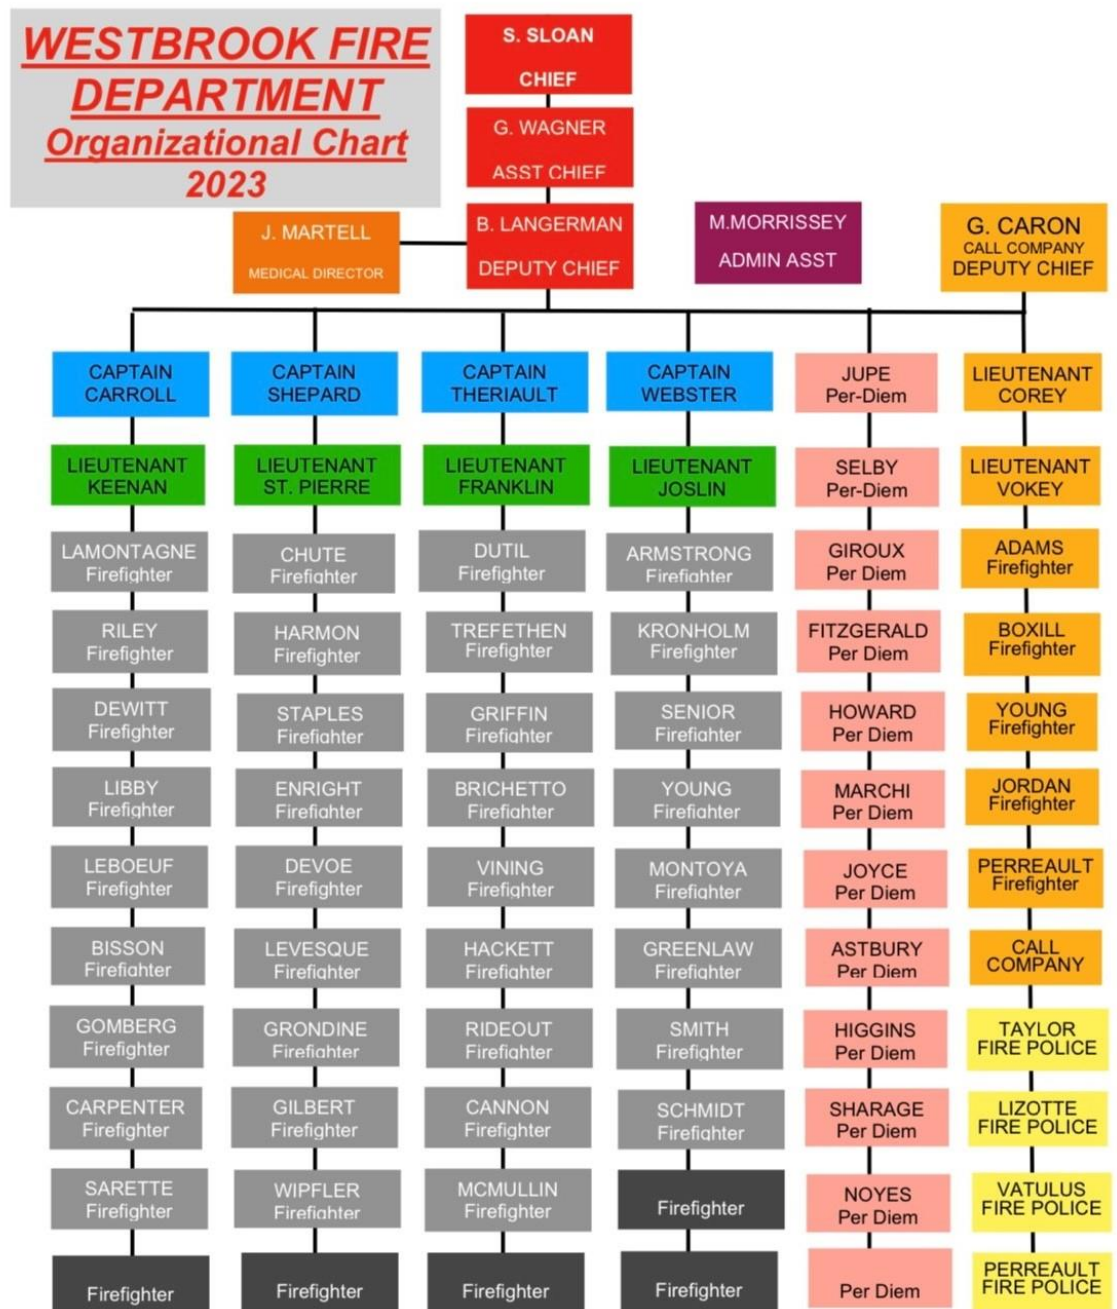 WESTBROOK FIRE
DEPARTMENT
Organizational Chart
2023
S. SLOAN
CHIEF
G. WAGNER
ASST CHIEF
J. MARTELL
MEDICAL DIRECTOR
B. LANGERMAN
DEPUTY CHIEF
M.MORRISSEY
ADMIN ASST
G. CARON
CALL COMPANY
DEPUTY CHIEF
CAPTAIN
CARROLL
LIEUTENANT
KEENAN
LAMONTAGNE
Firefighter
RILEY
Firefighter
DEWITT
Firefighter
LIBBY
Firefighter
LEBOEUF
Firefighter
BISSON
Firefighter
GOMBERG
Firefighter
CARPENTER
Firefighter
SARETTE
Firefighter
Firefighter
CAPTAIN
SHEPARD
LIEUTENANT
ST. PIERRE
CHUTE
Firefighter
HARMON
Firefighter
STAPLES
Firefighter
ENRIGHT
Firefighter
DEVOE
Firefighter
LEVESQUE
Firefighter
GRONDINE
Firefighter
GILBERT
Firefighter
WIPFLER
Firefighter
Firefighter
CAPTAIN
THERIAULT
LIEUTENANT
FRANKLIN
DUTIL
Firefighter
TREFETHEN
Firefighter
GRIFFIN
Firefighter
BRICHETTO
Firefighter
VINING
Firefighter
HACKETT
Firefighter
RIDEOUT
Firefighter
CANNON
Firefighter
MCMULLIN
Firefighter
Firefighter
CAPTAIN
WEBSTER
LIEUTENANT
JOSLIN
ARMSTRONG
Firefighter
KRONHOLM
Firefighter
SENIOR
Firefighter
YOUNG
Firefighter
MONTOYA
Firefighter
GREENLAW
Firefighter
SMITH
Firefighter
SCHMIDT
Firefighter
Firefighter
Firefighter
JUPE
Per-Diem
SELBY
Per-Diem
GIROUX
Per Diem
FITZGERALD
Per Diem
HOWARD
Per Diem
MARCHI
Per Diem
JOYCE
Per Diem
ASTBURY
Per Diem
HIGGINS
Per Diem
SHARAGE
Per Diem
NOYES
Per Diem
Per Diem
LIEUTENANT
COREY
LIEUTENANT
VOKEY
ADAMS
Firefighter
BOXILL
Firefighter
YOUNG
Firefighter
JORDAN
Firefighter
PERREAULT
Firefighter
CALL
COMPANY
TAYLOR
FIRE POLICE
LIZOTTE
FIRE POLICE
VATULUS
FIRE POLICE
PERREAULT
FIRE POLICE